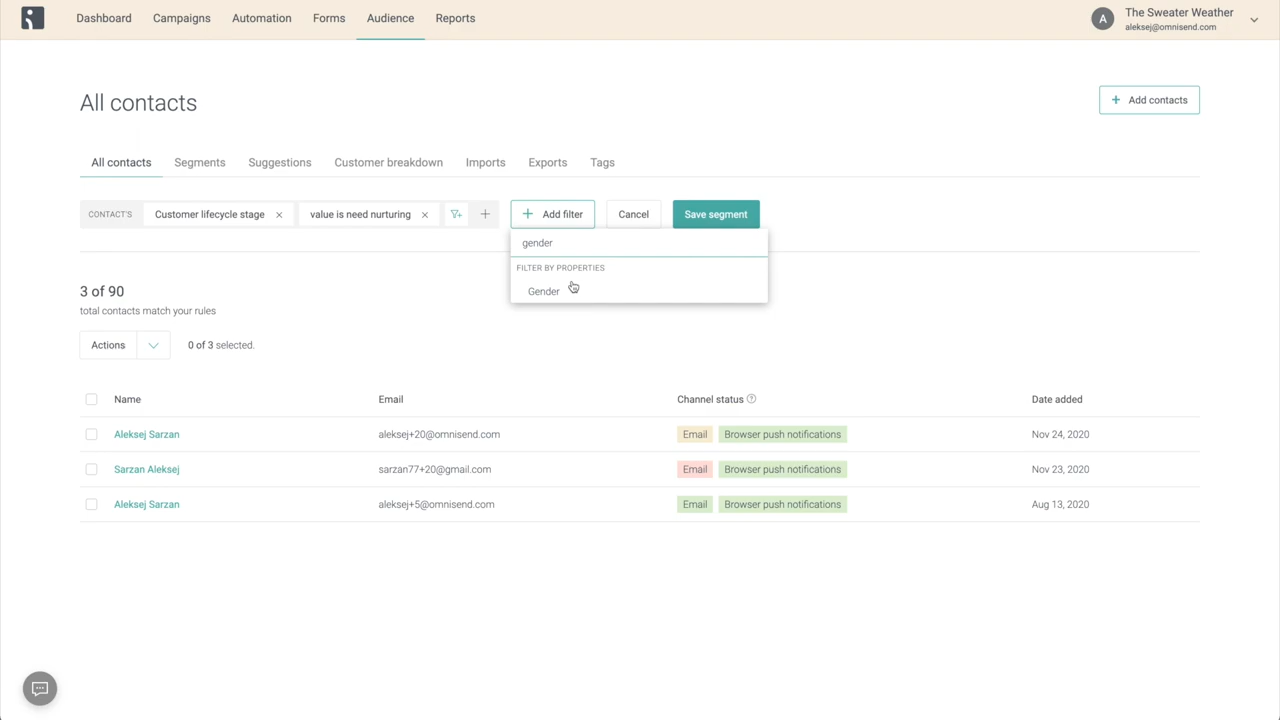 Dashboard Campaigns Automation Forms Audience Reports
A The Sweater Weather
aleksej@omnisend.com
All contacts
+ Add contacts
All contacts Segments Suggestions Customer breakdown Imports Exports Tags
CONTACT'S Customer lifecycle stage × value is need nurturing × + + Add filter Cancel Save segment
gender
FILTER BY PROPERTIES
Gender
3 of 90
total contacts match your rules
Actions 0 of 3 selected.
Name Email Channel status ? Date added
Aleksej Sarzan aleksej+20@omnisend.com Email Browser push notifications Nov 24, 2020
Sarzan Aleksej sarzan77+20@gmail.com Email Browser push notifications Nov 23, 2020
Aleksej Sarzan aleksej+5@omnisend.com Email Browser push notifications Aug 13, 2020